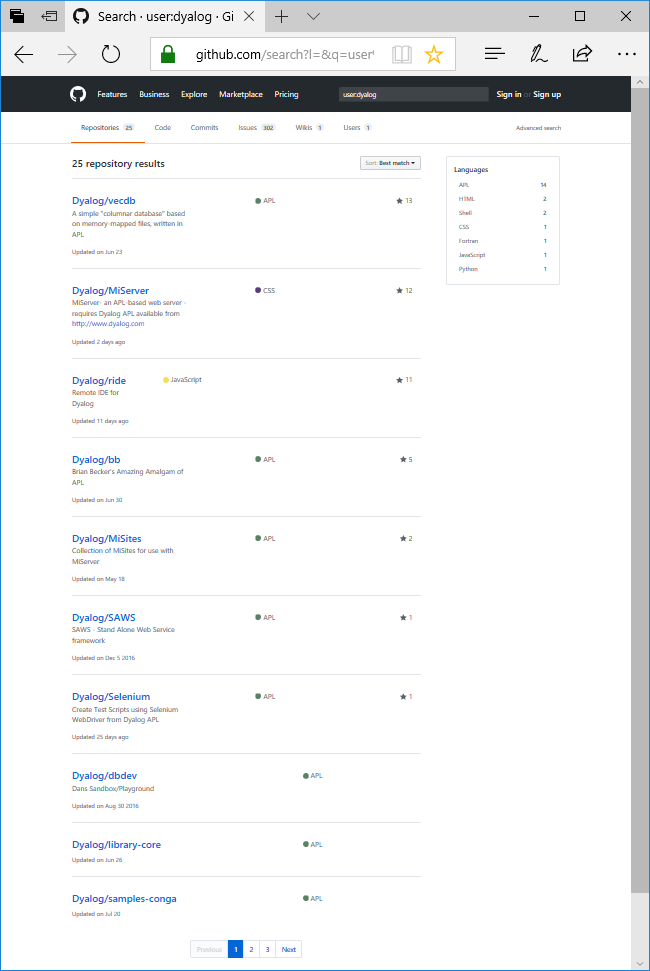 Search · user:dyalog · Gi
github.com/search?l=&q=user
Features Business Explore Marketplace Pricing user:dyalog Sign in or Sign up
Repositories 25 Code Commits Issues 302 Wikis 1 Users 1 Advanced search
25 repository results
Sort: Best match
Dyalog/vecdb APL 13
A simple "columnar database" based
on memory-mapped files, written in
APL
Updated on Jun 23
Dyalog/MiServer CSS 12
MiServer- an APL-based web server -
requires Dyalog APL available from
http://www.dyalog.com
Updated 2 days ago
Dyalog/ride JavaScript 11
Remote IDE for
Dyalog
Updated 11 days ago
Dyalog/bb APL 5
Brian Becker's Amazing Amalgam of
APL
Updated on Jun 30
Dyalog/MiSites APL 2
Collection of MiSites for use with
MiServer
Updated on May 18
Dyalog/SAWS APL 1
SAWS - Stand Alone Web Service
framework
Updated on Dec 5 2016
Dyalog/Selenium APL 1
Create Test Scripts using Selenium
WebDriver from Dyalog APL
Updated 25 days ago
Dyalog/dbdev APL
Dans Sandbox/Playground
Updated on Aug 30 2016
Dyalog/library-core APL
Updated on Jun 26
Dyalog/samples-conga APL
Updated on Jul 20
Previous 1 2 3 Next
Languages
APL 14
HTML 2
Shell 2
CSS 1
Fortran 1
JavaScript 1
Python 1